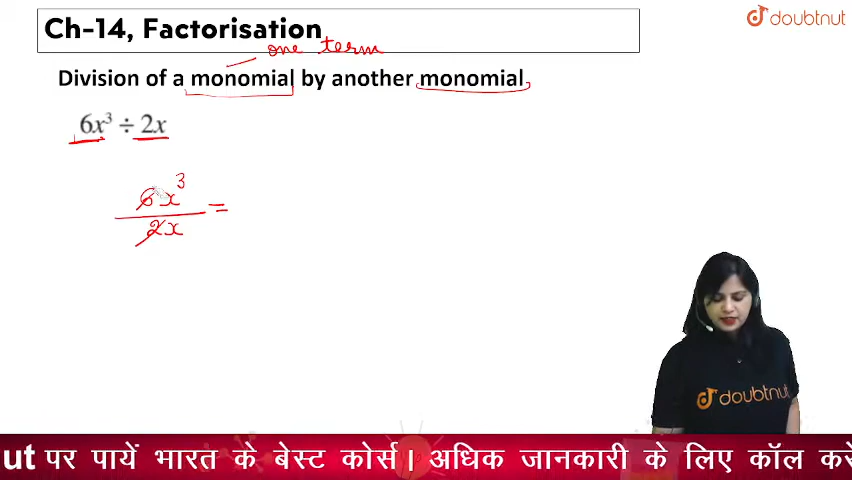 Ch-14, Factorisation
doubtnut
one term
Division of a monomial by another monomial
6x³ ÷ 2x
6x³
2x
=
doubtnut
ut पर पायें भारत के बेस्ट कोर्स | अधिक जानकारी के लिए कॉल करे